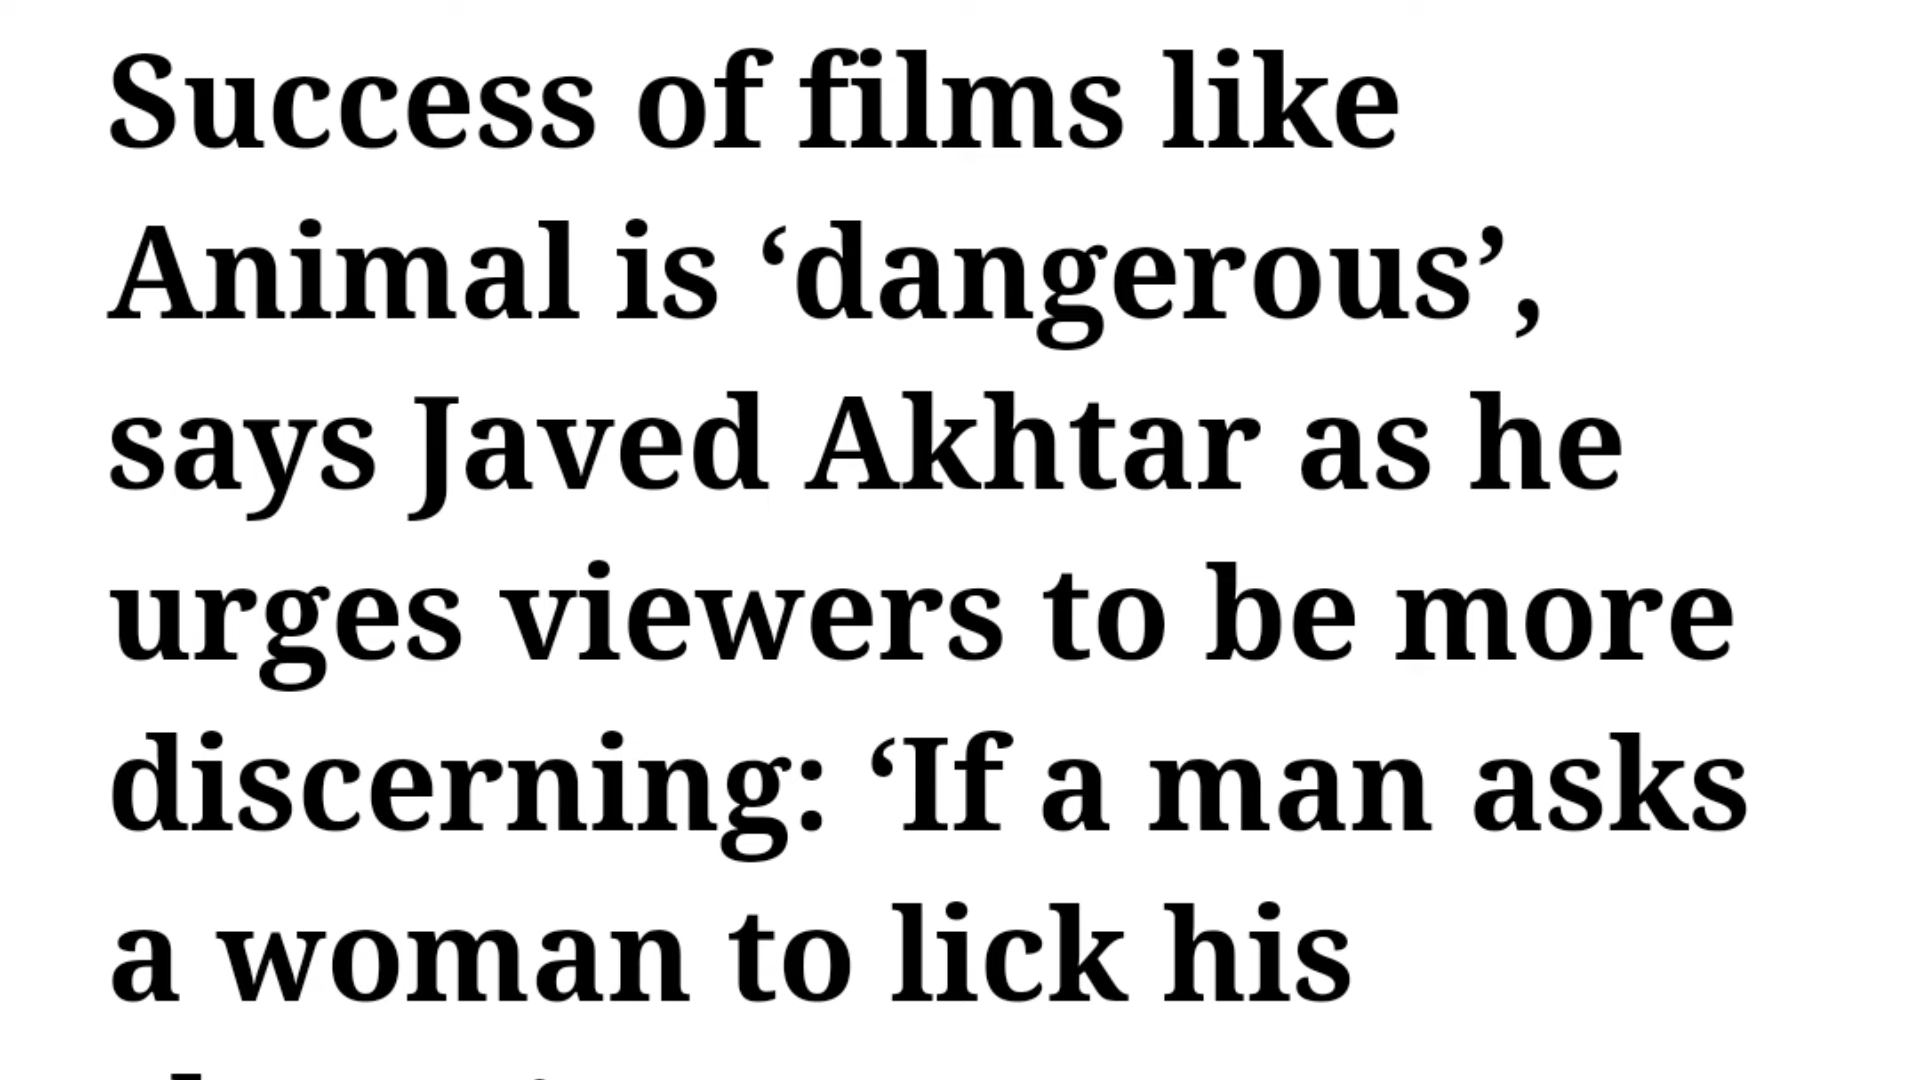 Success of films like
Animal is ‘dangerous’,
says Javed Akhtar as he
urges viewers to be more
discerning: ‘If a man asks
a woman to lick his